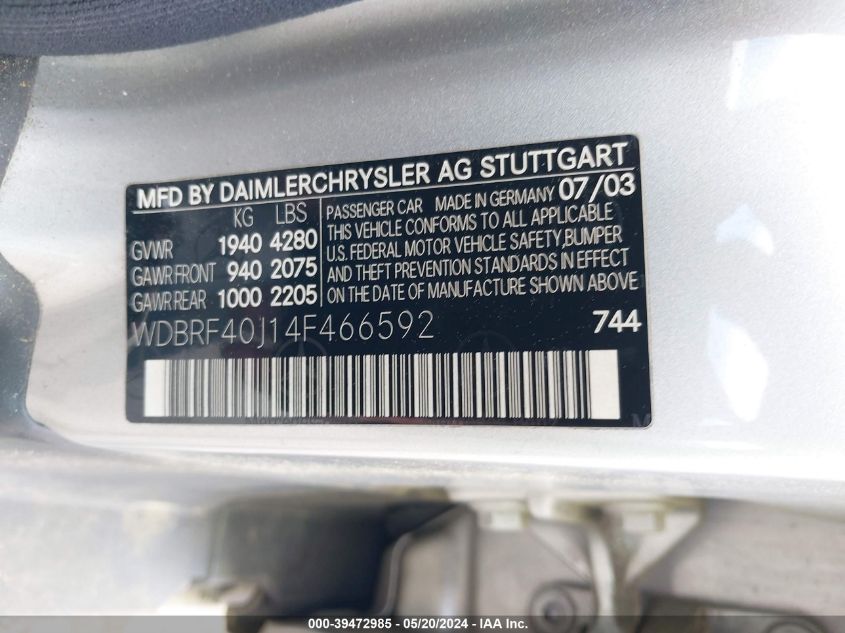 MFD BY DAIMLERCHRYSLER AG STUTTGART
KG LBS
GVWR 1940 4280
GAWR FRONT 940 2075
GAWR REAR 1000 2205
PASSENGER CAR MADE IN GERMANY 07/03
THIS VEHICLE CONFORMS TO ALL APPLICABLE
U.S. FEDERAL MOTOR VEHICLE SAFETY,BUMPER
AND THEFT PREVENTION STANDARDS IN EFFECT
ON THE DATE OF MANUFACTURE SHOWN ABOVE
WDBRF40J14F466592 744
000-39472985 / 05/20/2024 - IAA Inc.